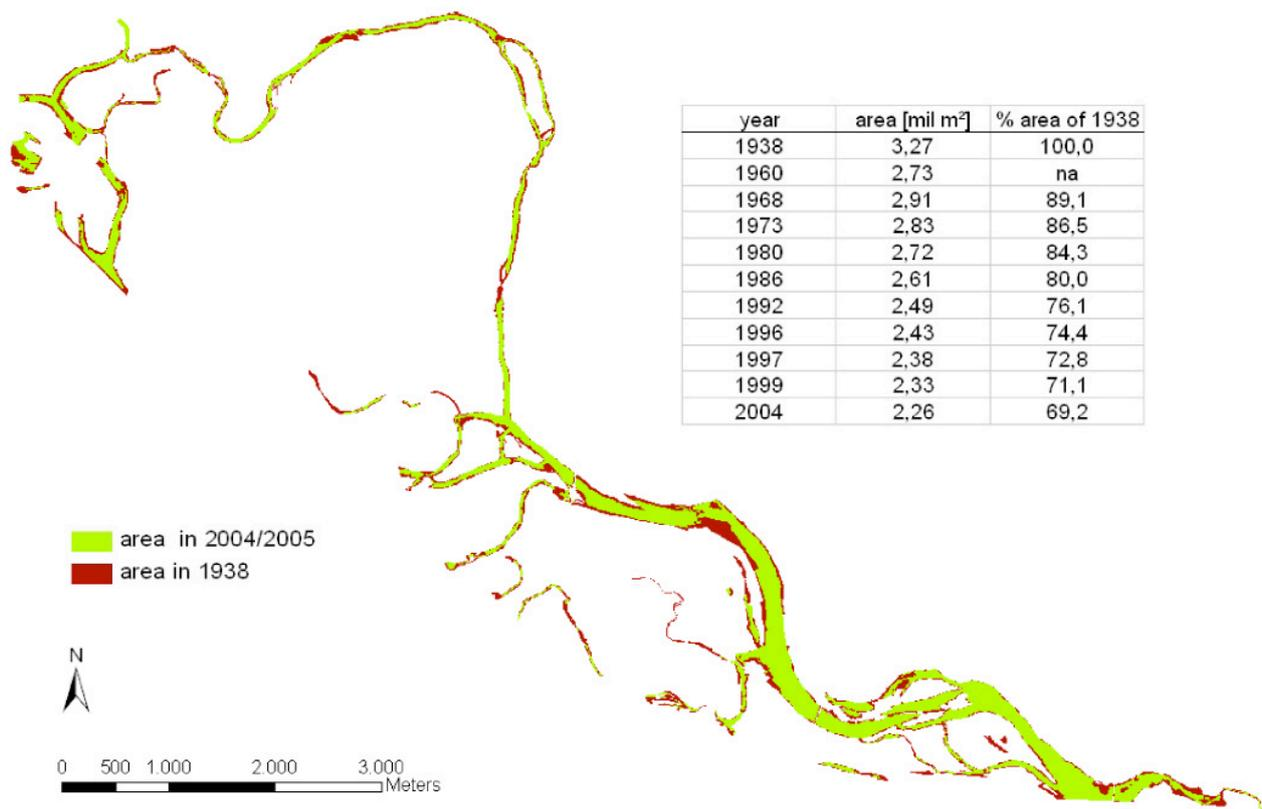 year area [mil m²] % area of 1938
1938 3,27 100,0
1960 2,73 na
1968 2,91 89,1
1973 2,83 86,5
1980 2,72 84,3
1986 2,61 80,0
1992 2,49 76,1
1996 2,43 74,4
1997 2,38 72,8
1999 2,33 71,1
2004 2,26 69,2
area in 2004/2005
area in 1938
N
0 500 1.000 2.000 3.000
Meters